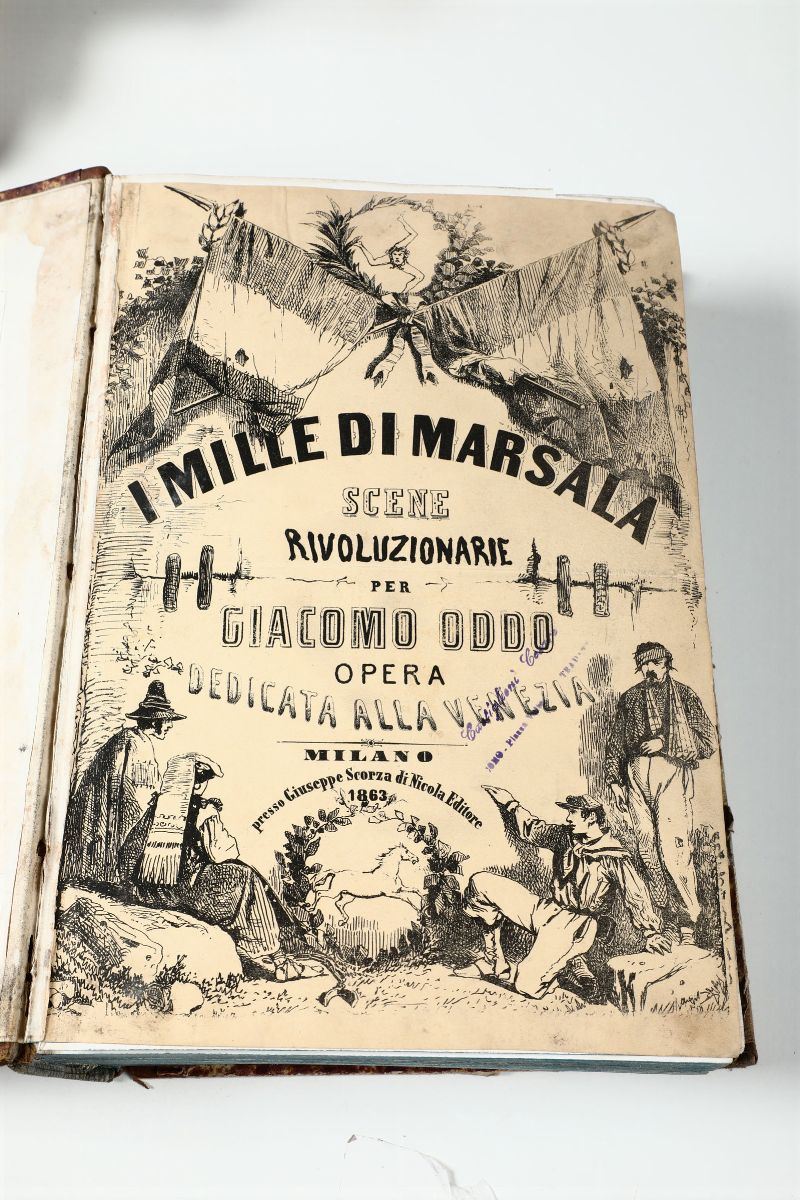 I MILLE DI MARSALA
SCENE
RIVOLUZIONARIE
PER
GIACOMO ODDO
OPERA
DEDICATA ALLA VENEZIA
MILANO
presso Giuseppe Scorza di Nicola Editore
1863